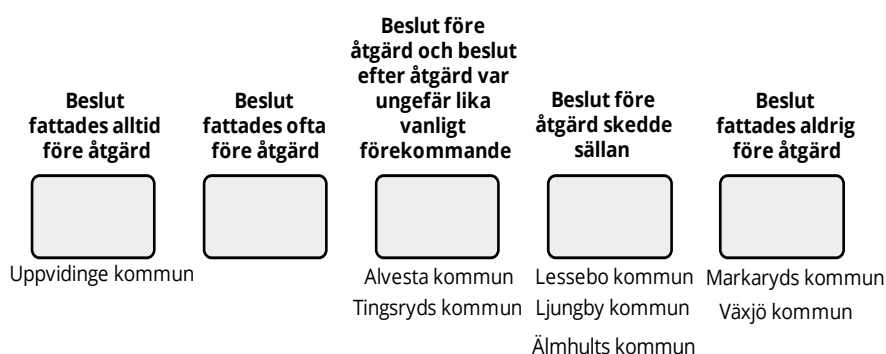 Beslut
fattades alltid
före åtgärd
Beslut
fattades ofta
före åtgärd
Beslut före
åtgärd och beslut
efter åtgärd var
ungefär lika
vanligt
förekommande
Beslut före
åtgärd skedde
sällan
Beslut
fattades aldrig
före åtgärd
Uppvidinge kommun
Alvesta kommun
Tingsryds kommun
Lessebo kommun
Ljungby kommun
Älmhults kommun
Markaryds kommun
Växjö kommun